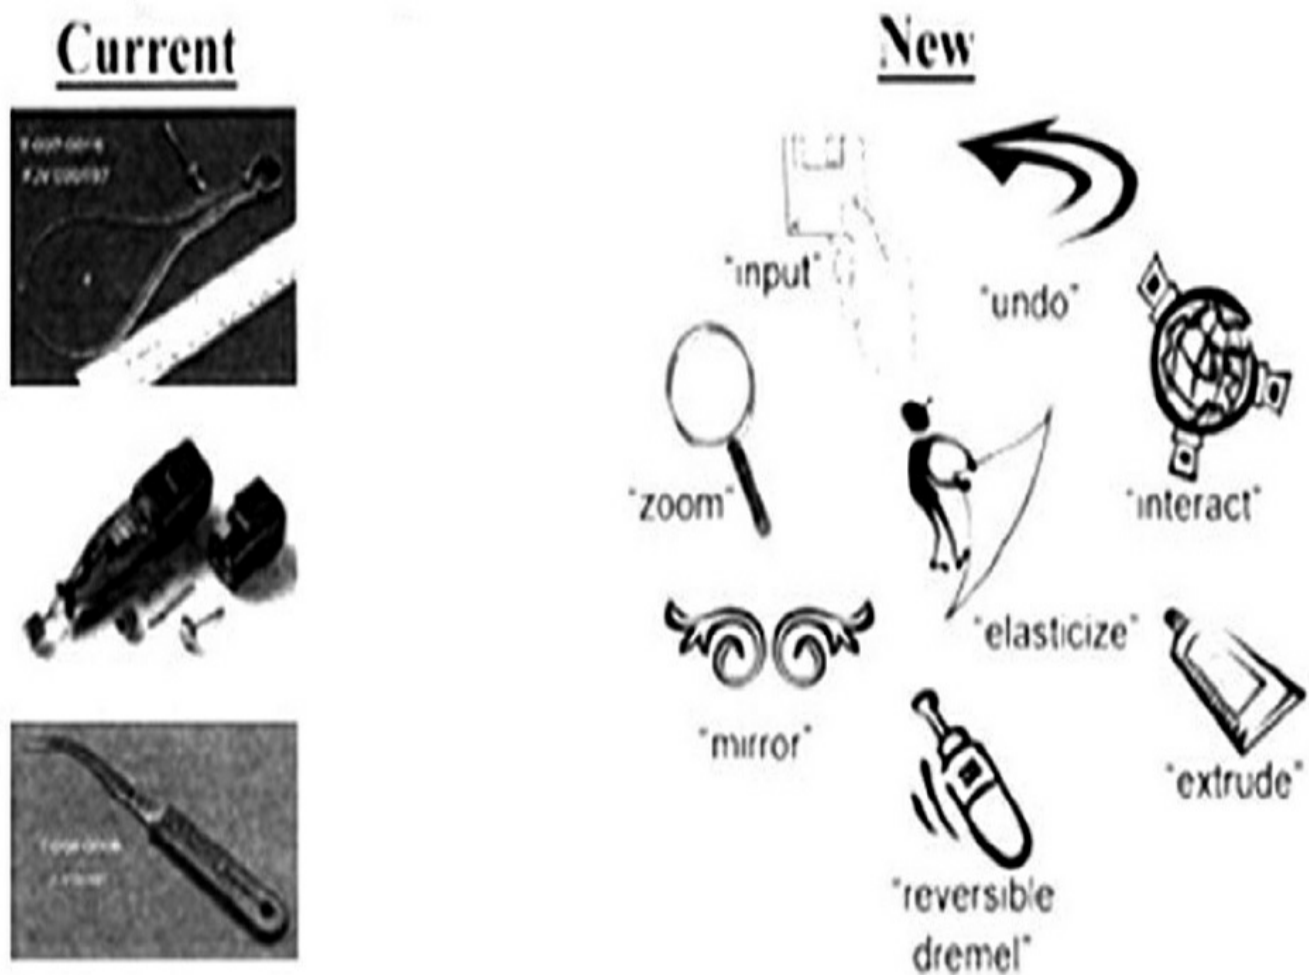 Current
New
"input"
"undo"
"zoom"
"interact"
"elasticize"
"mirror"
"extrude"
"reversible
dremel"